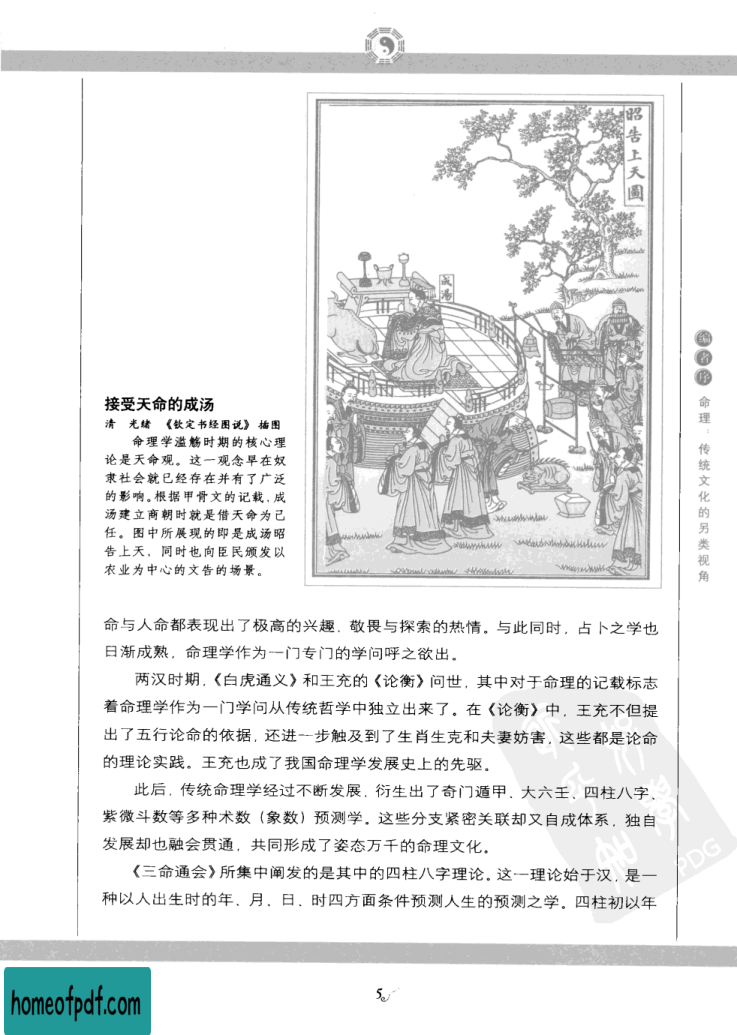 昭告上天圖
成湯
接受天命的成汤
清 光绪 《钦定书经图说》 插图
命理学滥觞时期的核心理
论是天命观。这一观念早在奴
隶社会就已经存在并有了广泛
的影响。根据甲骨文的记载，成
汤建立商朝时就是借天命为己
任。图中所展现的即是成汤昭
告上天，同时也向臣民颁发以
农业为中心的文告的场景。
编者序 命理：传统文化的另类视角
命与人命都表现出了极高的兴趣、敬畏与探索的热情。与此同时，占卜之学也
日渐成熟，命理学作为一门专门的学问呼之欲出。
两汉时期，《白虎通义》和王充的《论衡》问世，其中对于命理的记载标志
着命理学作为一门学问从传统哲学中独立出来了。在《论衡》中，王充不但提
出了五行论命的依据，还进一步触及到了生肖生克和夫妻妨害，这些都是论命
的理论实践。王充也成了我国命理学发展史上的先驱。
此后，传统命理学经过不断发展，衍生出了奇门遁甲、大六壬、四柱八字、
紫微斗数等多种术数（象数）预测学。这些分支紧密关联却又自成体系，独自
发展却也融会贯通，共同形成了姿态万千的命理文化。
《三命通会》所集中阐发的是其中的四柱八字理论。这一理论始于汉，是一
种以人出生时的年、月、日、时四方面条件预测人生的预测之学。四柱初以年
PDG
5
homeofpdf.com